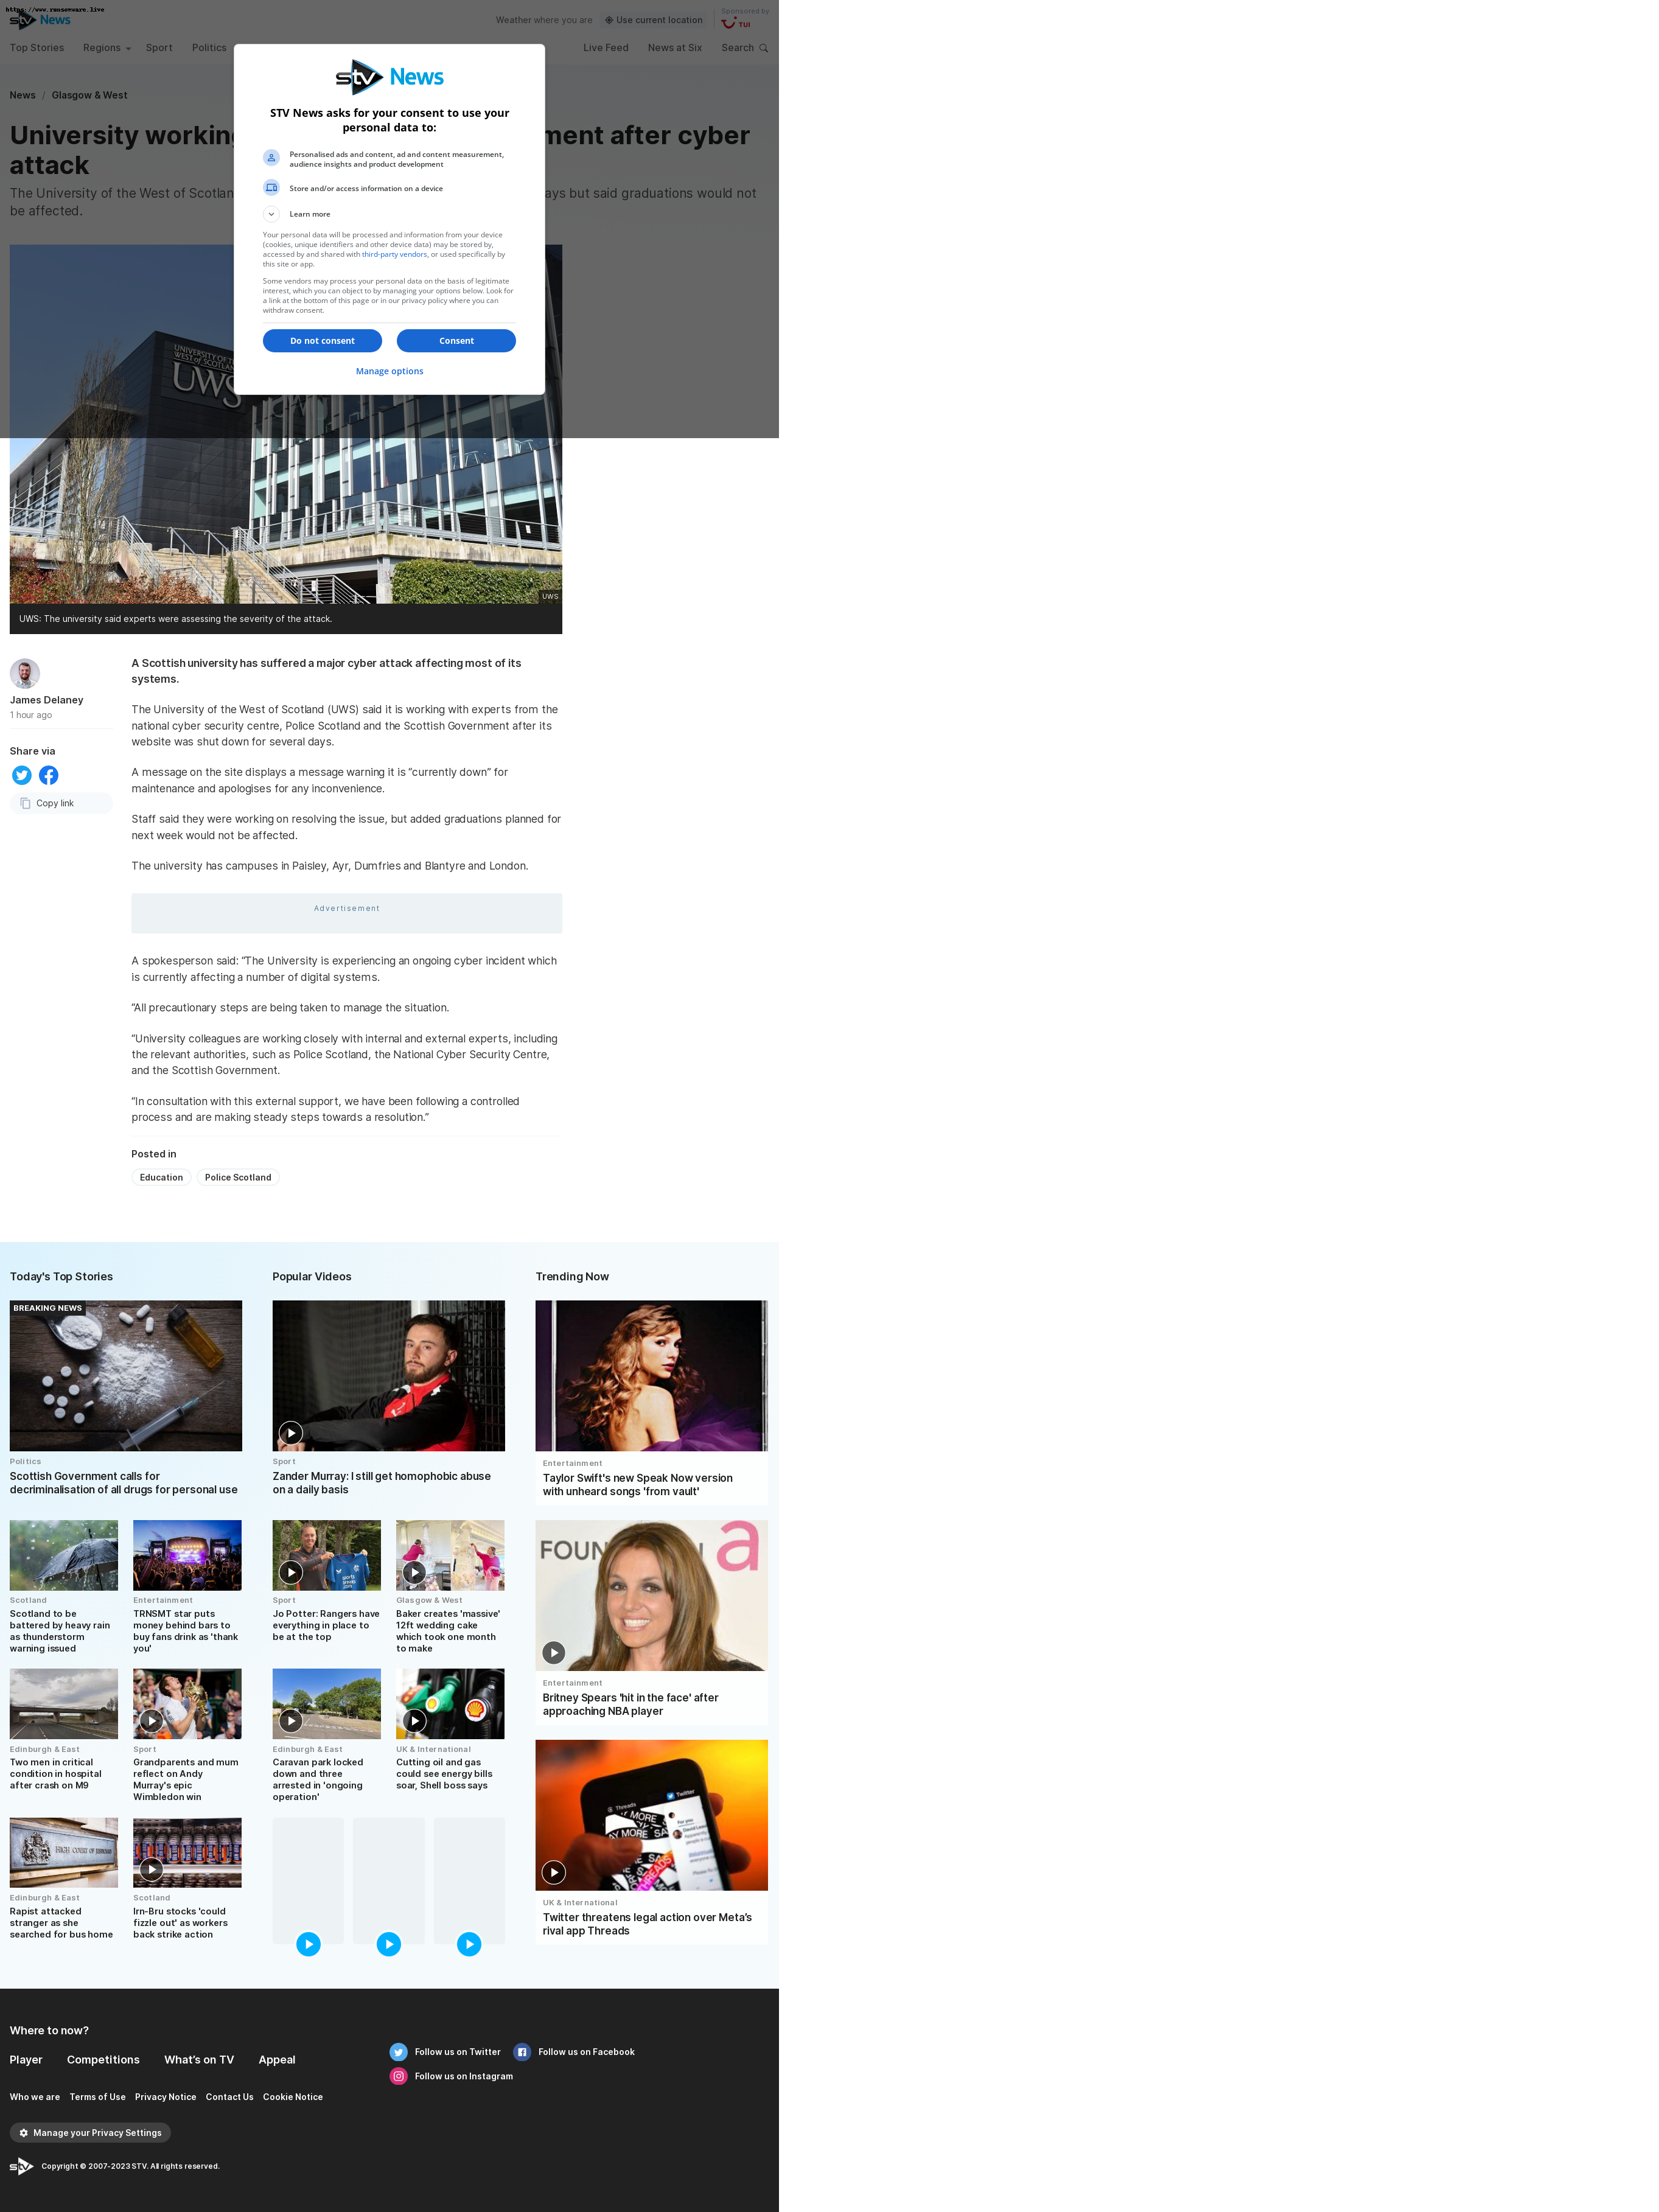 https://www.ransomware.live
stv News
Weather where you are
Use current location
Sponsored by
TUI
Top Stories
Regions
Sport
Politics
Live Feed
News at Six
Search
News / Glasgow & West
University working
ment after cyber
attack
The University of the West of Scotlan
ays but said graduations would not
be affected.
stv News
STV News asks for your consent to use your
personal data to:
Personalised ads and content, ad and content measurement,
audience insights and product development
Store and/or access information on a device
Learn more
Your personal data will be processed and information from your device
(cookies, unique identifiers and other device data) may be stored by,
accessed by and shared with third-party vendors, or used specifically by
this site or app.
Some vendors may process your personal data on the basis of legitimate
interest, which you can object to by managing your options below. Look for
a link at the bottom of this page or in our privacy policy where you can
withdraw consent.
Do not consent
Consent
Manage options
UNIVERSITY OF THE
WEST OF SCOTLAND
UWS
UWS
UWS: The university said experts were assessing the severity of the attack.
James Delaney
1 hour ago
Share via
Copy link
A Scottish university has suffered a major cyber attack affecting most of its
systems.
The University of the West of Scotland (UWS) said it is working with experts from the
national cyber security centre, Police Scotland and the Scottish Government after its
website was shut down for several days.
A message on the site displays a message warning it is “currently down” for
maintenance and apologises for any inconvenience.
Staff said they were working on resolving the issue, but added graduations planned for
next week would not be affected.
The university has campuses in Paisley, Ayr, Dumfries and Blantyre and London.
Advertisement
A spokesperson said: “The University is experiencing an ongoing cyber incident which
is currently affecting a number of digital systems.
“All precautionary steps are being taken to manage the situation.
“University colleagues are working closely with internal and external experts, including
the relevant authorities, such as Police Scotland, the National Cyber Security Centre,
and the Scottish Government.
“In consultation with this external support, we have been following a controlled
process and are making steady steps towards a resolution.”
Posted in
Education
Police Scotland
Today's Top Stories
BREAKING NEWS
Politics
Scottish Government calls for
decriminalisation of all drugs for personal use
Scotland
Scotland to be
battered by heavy rain
as thunderstorm
warning issued
Entertainment
TRNSMT star puts
money behind bars to
buy fans drink as 'thank
you'
Edinburgh & East
Two men in critical
condition in hospital
after crash on M9
Sport
Grandparents and mum
reflect on Andy
Murray's epic
Wimbledon win
HIGH COURT OF
Edinburgh & East
Rapist attacked
stranger as she
searched for bus home
Scotland
Irn-Bru stocks 'could
fizzle out' as workers
back strike action
Popular Videos
Sport
Zander Murray: I still get homophobic abuse
on a daily basis
Sport
Jo Potter: Rangers have
everything in place to
be at the top
Glasgow & West
Baker creates 'massive'
12ft wedding cake
which took one month
to make
Edinburgh & East
Caravan park locked
down and three
arrested in 'ongoing
operation'
UK & International
Cutting oil and gas
could see energy bills
soar, Shell boss says
Trending Now
Entertainment
Taylor Swift's new Speak Now version
with unheard songs 'from vault'
FOUN
a
Entertainment
Britney Spears 'hit in the face' after
approaching NBA player
Threads
Twitter
THREADS
UK & International
Twitter threatens legal action over Meta’s
rival app Threads
Where to now?
Player
Competitions
What’s on TV
Appeal
Who we are
Terms of Use
Privacy Notice
Contact Us
Cookie Notice
Follow us on Twitter
Follow us on Facebook
Follow us on Instagram
Manage your Privacy Settings
stv
Copyright © 2007-2023 STV. All rights reserved.